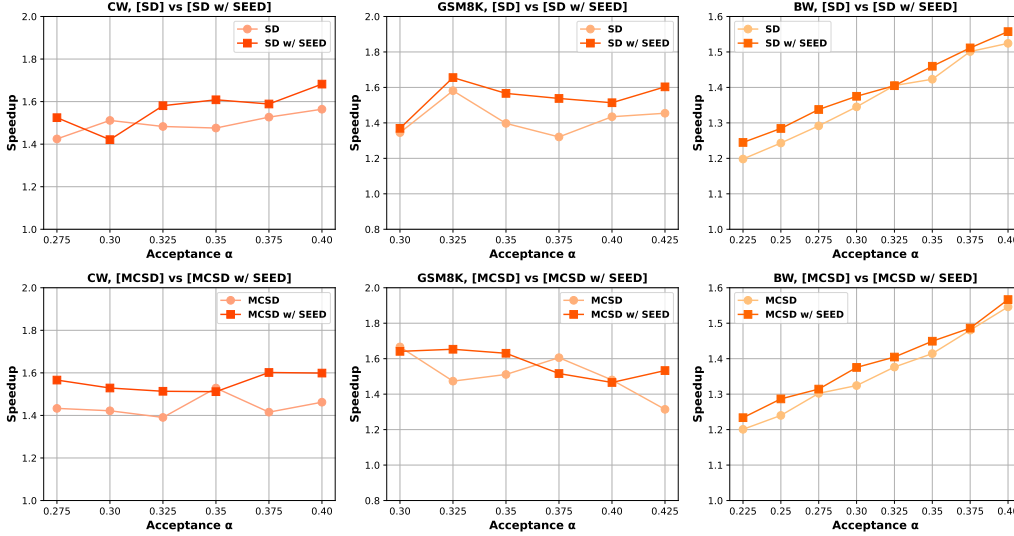 CW, [SD] vs [SD w/ SEED]
SD
SD w/ SEED
2.0
1.8
1.6
1.4
1.2
1.0
Speedup
0.275 0.30 0.325 0.35 0.375 0.40
Acceptance α
GSM8K, [SD] vs [SD w/ SEED]
SD
SD w/ SEED
2.0
1.8
1.6
1.4
1.2
1.0
0.8
Speedup
0.30 0.325 0.35 0.375 0.40 0.425
Acceptance α
BW, [SD] vs [SD w/ SEED]
SD
SD w/ SEED
1.6
1.5
1.4
1.3
1.2
1.1
1.0
Speedup
0.225 0.25 0.275 0.30 0.325 0.35 0.375 0.40
Acceptance α
CW, [MCSD] vs [MCSD w/ SEED]
MCSD
MCSD w/ SEED
2.0
1.8
1.6
1.4
1.2
1.0
Speedup
0.275 0.30 0.325 0.35 0.375 0.40
Acceptance α
GSM8K, [MCSD] vs [MCSD w/ SEED]
MCSD
MCSD w/ SEED
2.0
1.8
1.6
1.4
1.2
1.0
0.8
Speedup
0.30 0.325 0.35 0.375 0.40 0.425
Acceptance α
BW, [MCSD] vs [MCSD w/ SEED]
MCSD
MCSD w/ SEED
1.6
1.5
1.4
1.3
1.2
1.1
1.0
Speedup
0.225 0.25 0.275 0.30 0.325 0.35 0.375 0.40
Acceptance α